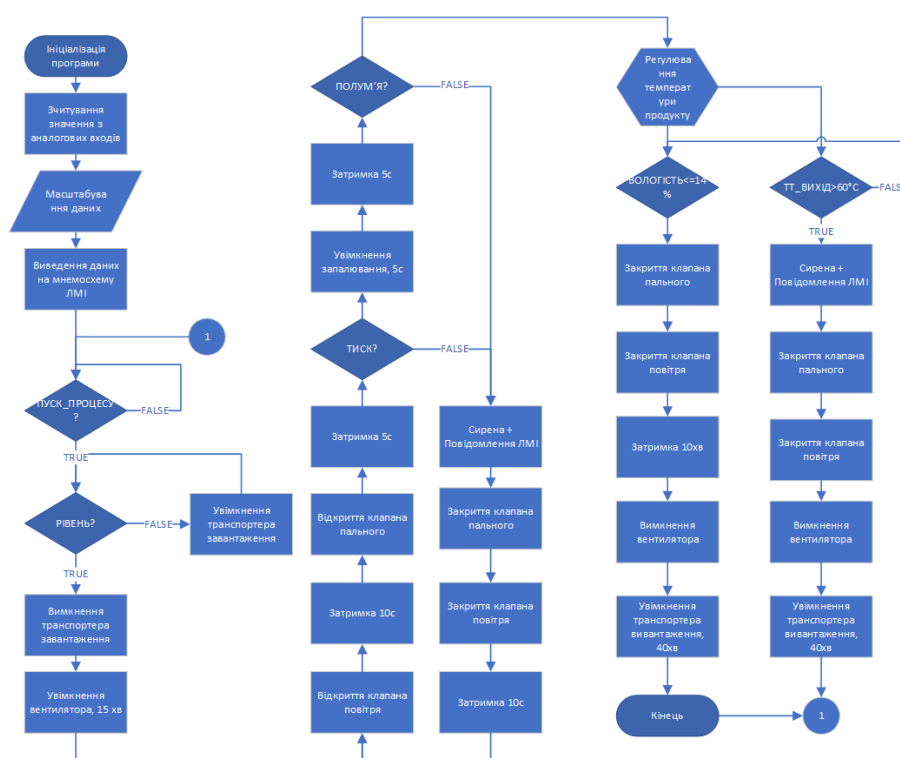 Ініціалізація
програми
Зчитування
значення з
аналогових входів
Масштабува
ння даних
Виведення даних
на мнемосхему
ЛМІ
1
ПУСК_ПРОЦЕСУ
?
FALSE
TRUE
РІВЕНЬ?
FALSE
Увімкнення
транспортера
завантаження
TRUE
Вимкнення
транспортера
завантаження
Увімкнення
вентилятора, 15 хв
ПОЛУМ'Я?
FALSE
Затримка 5с
Увімкнення
запалювання, 5с
ТИСК?
FALSE
Затримка 5с
Відкриття клапана
пального
Затримка 10с
Відкриття клапана
повітря
Сирена +
Повідомлення ЛМІ
Закриття клапана
пального
Закриття клапана
повітря
Затримка 10с
Регулюва
ння
температ
ури
продукту
ВОЛОГІСТЬ<=14
%
Закриття клапана
пального
Закриття клапана
повітря
Затримка 10хв
Вимкнення
вентилятора
Увімкнення
транспортера
вивантаження,
40хв
Кінець
ТТ_ВИХІД>60°С
FALS
TRUE
Сирена +
Повідомлення ЛМІ
Закриття клапана
пального
Закриття клапана
повітря
Вимкнення
вентилятора
Увімкнення
транспортера
вивантаження,
40хв
1